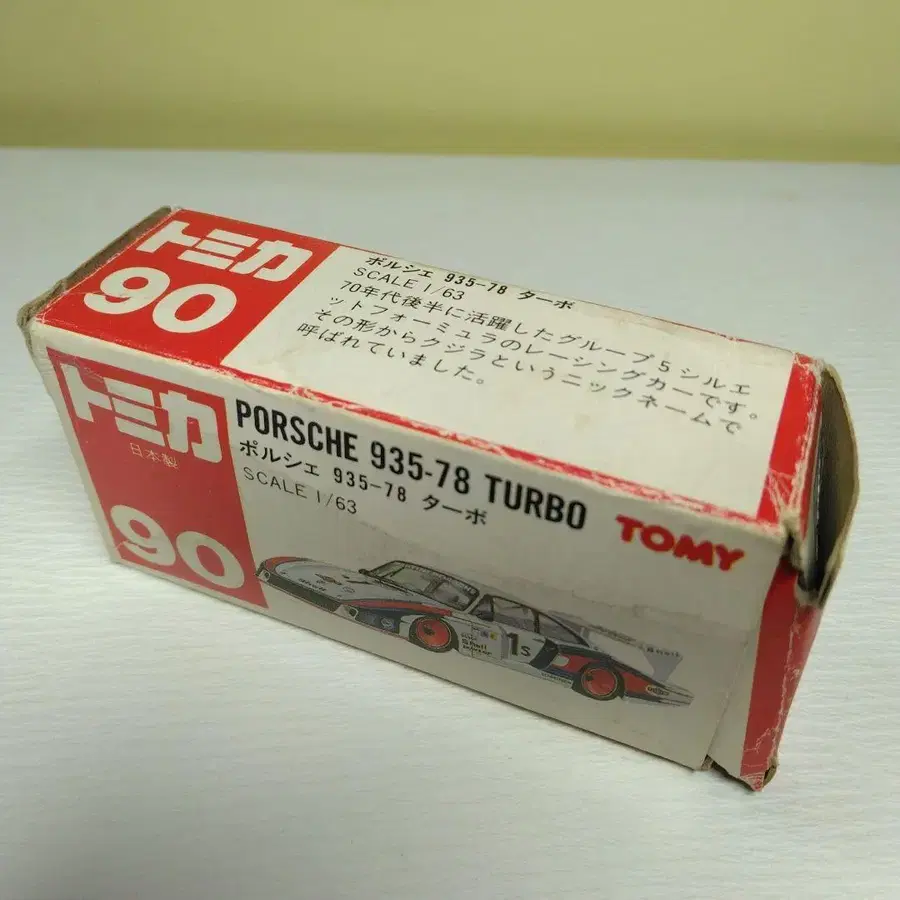 トミカ
90
ポルシェ 935-78 ターボ
SCALE 1/63
70年代後半に活躍したグループ5シルエ
ットフォーミュラのレーシングカーです。
その形からクジラというニックネームで
呼ばれていました。
トミカ
日本製
90
PORSCHE 935-78 TURBO
ポルシェ 935-78 ターボ
SCALE 1/63
TOMY
1s
Shell